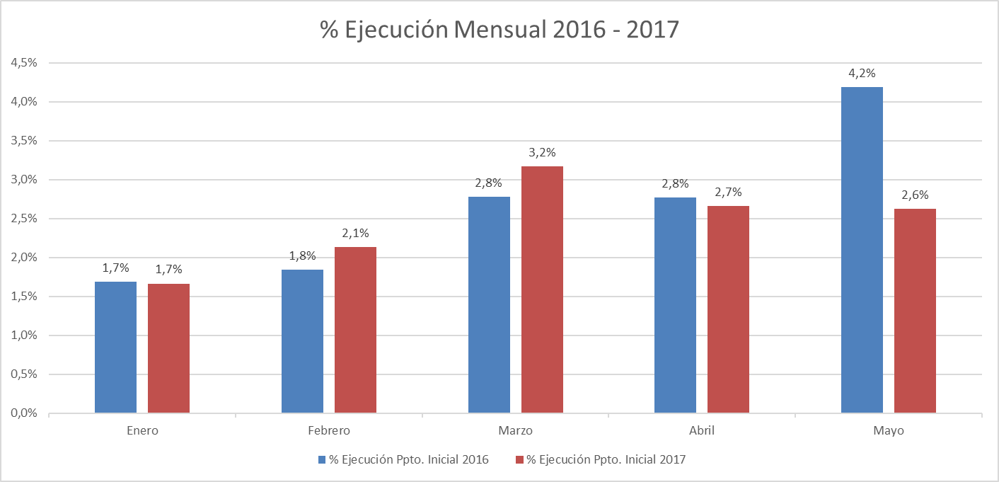 % Ejecución Mensual 2016 - 2017
4,5%
4,0%
3,5%
3,0%
2,5%
2,0%
1,5%
1,0%
0,5%
0,0%
1,7%
1,7%
1,8%
2,1%
2,8%
3,2%
2,8%
2,7%
4,2%
2,6%
Enero
Febrero
Marzo
Abril
Mayo
% Ejecución Ppto. Inicial 2016
% Ejecución Ppto. Inicial 2017